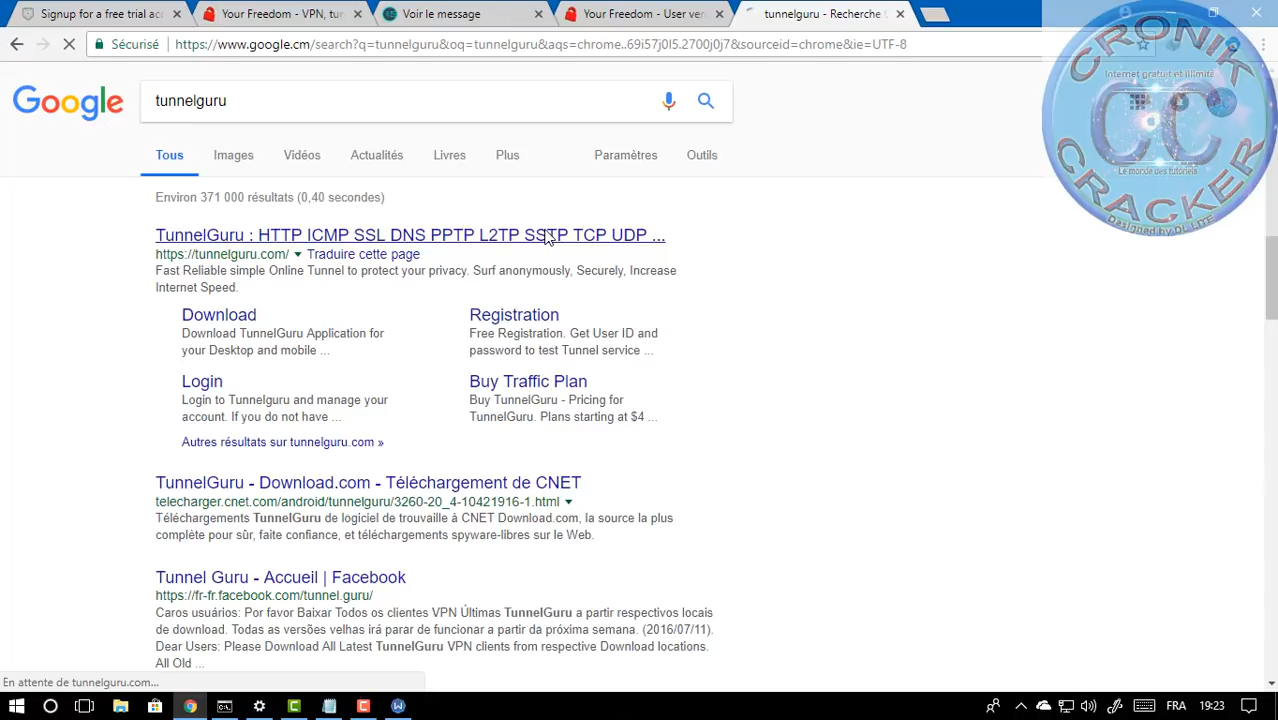 Signup for a free trial acc
Your Freedom - VPN, tun
Voir le message
Your Freedom - User ver
tunnelguru - Recherche
Sécurisé
https://www.google.cm/search?q=tunnelguru&oq=tunnelguru&aqs=chrome..69i57j0l5.2700j0j7&sourceid=chrome&ie=UTF-8
CRONIK
Internet gratuit et illimité
CC
Le monde des tutoriels
CRACKER
Designed by DL LITE
Google
tunnelguru
Tous Images Vidéos Actualités Livres Plus Paramètres Outils
Environ 371 000 résultats (0,40 secondes)
TunnelGuru : HTTP ICMP SSL DNS PPTP L2TP SSTP TCP UDP ...
https://tunnelguru.com/ Traduire cette page
Fast Reliable simple Online Tunnel to protect your privacy. Surf anonymously, Securely, Increase
Internet Speed.
Download
Download TunnelGuru Application for
your Desktop and mobile ...
Registration
Free Registration. Get User ID and
password to test Tunnel service ...
Login
Login to Tunnelguru and manage your
account. If you do not have ...
Buy Traffic Plan
Buy TunnelGuru - Pricing for
TunnelGuru. Plans starting at $4 ...
Autres résultats sur tunnelguru.com »
TunnelGuru - Download.com - Téléchargement de CNET
telecharger.cnet.com/android/tunnelguru/3260-20_4-10421916-1.html
Téléchargements TunnelGuru de logiciel de trouvaille à CNET Download.com, la source la plus
complète pour sûr, faite confiance, et téléchargements spyware-libres sur le Web.
Tunnel Guru - Accueil | Facebook
https://fr-fr.facebook.com/tunnel.guru/
Caros usuários: Por favor Baixar Todos os clientes VPN Últimas TunnelGuru a partir respectivos locais
de download. Todas as versões velhas irá parar de funcionar a partir da próxima semana. (2016/07/11).
Dear Users: Please Download All Latest TunnelGuru VPN clients from respective Download locations.
All Old ...
En attente de tunnelguru.com...
FRA 19:23